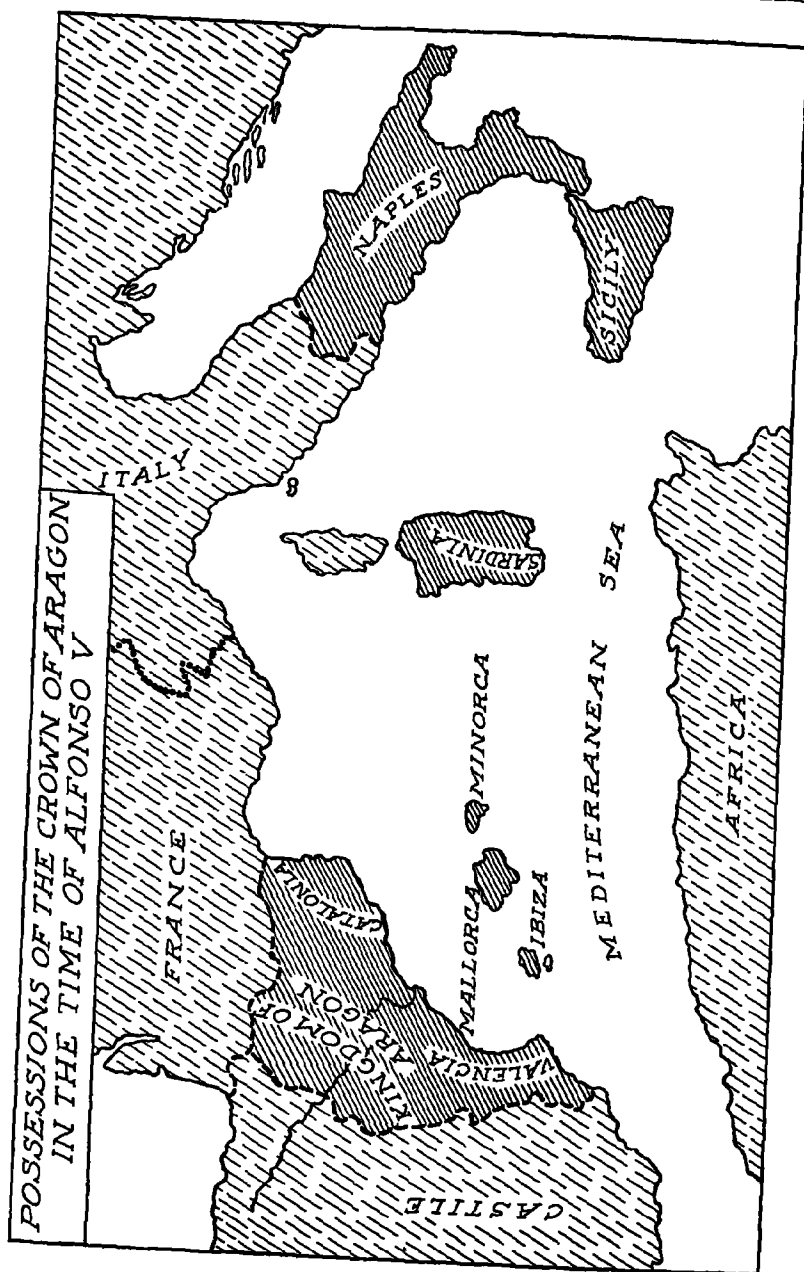 POSSESSIONS OF THE CROWN OF ARAGON
IN THE TIME OF ALFONSO V
ITALY
FRANCE
NAPLES
SICILY
SARDINIA
CATALONIA
KINGDOM OF
ARAGON
VALENCIA
CASTILE
MINORCA
MALLORCA
IBIZA
MEDITERRANEAN SEA
AFRICA